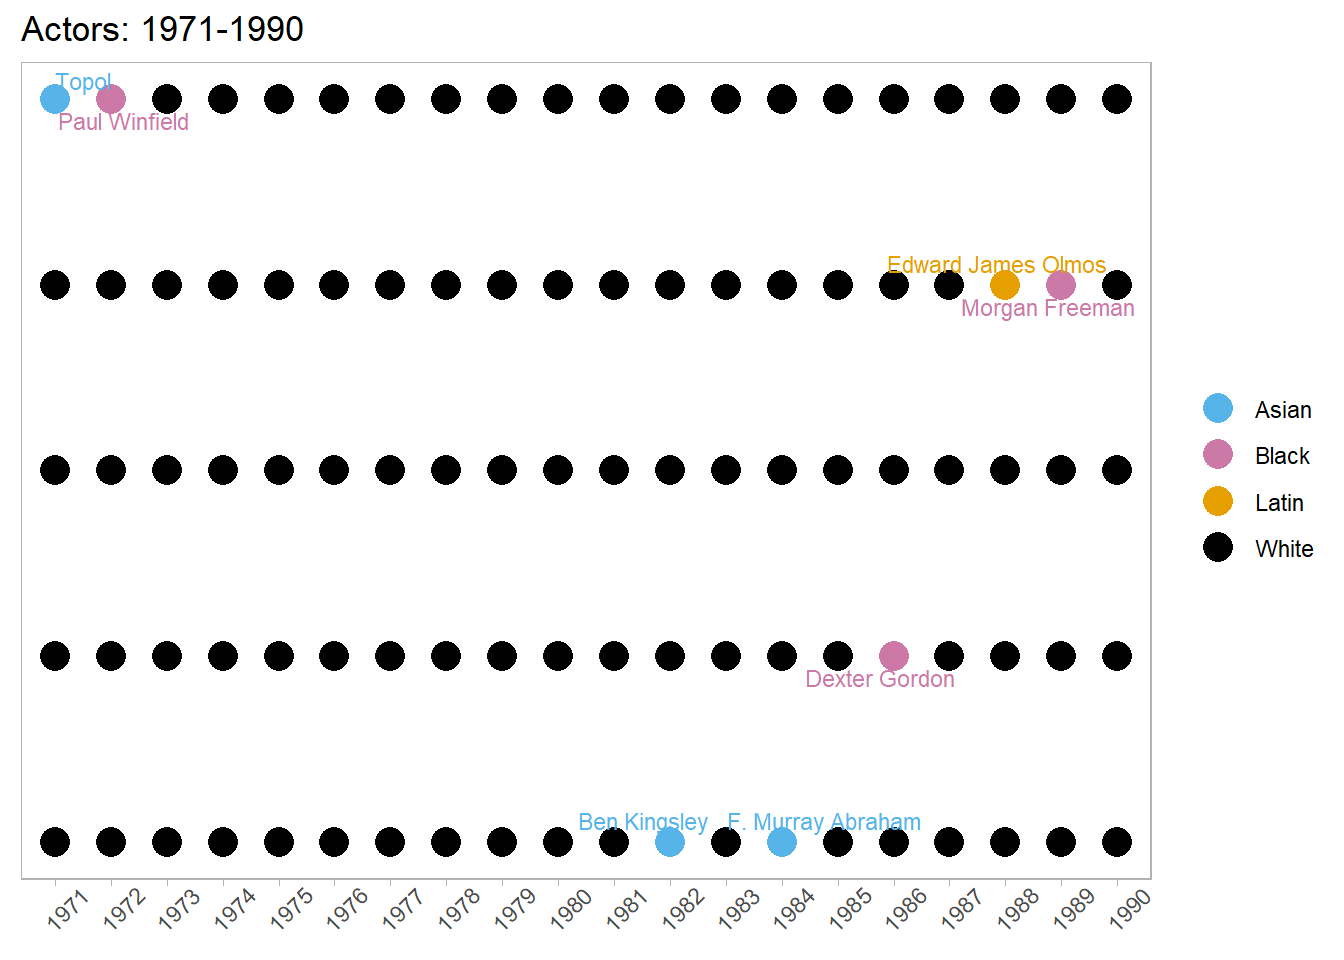 Actors: 1971-1990
Topol
Paul Winfield
Edward James Olmos
Morgan Freeman
Dexter Gordon
Ben Kingsley
F. Murray Abraham
Asian
Black
Latin
White
1971 1972 1973 1974 1975 1976 1977 1978 1979 1980 1981 1982 1983 1984 1985 1986 1987 1988 1989 1990